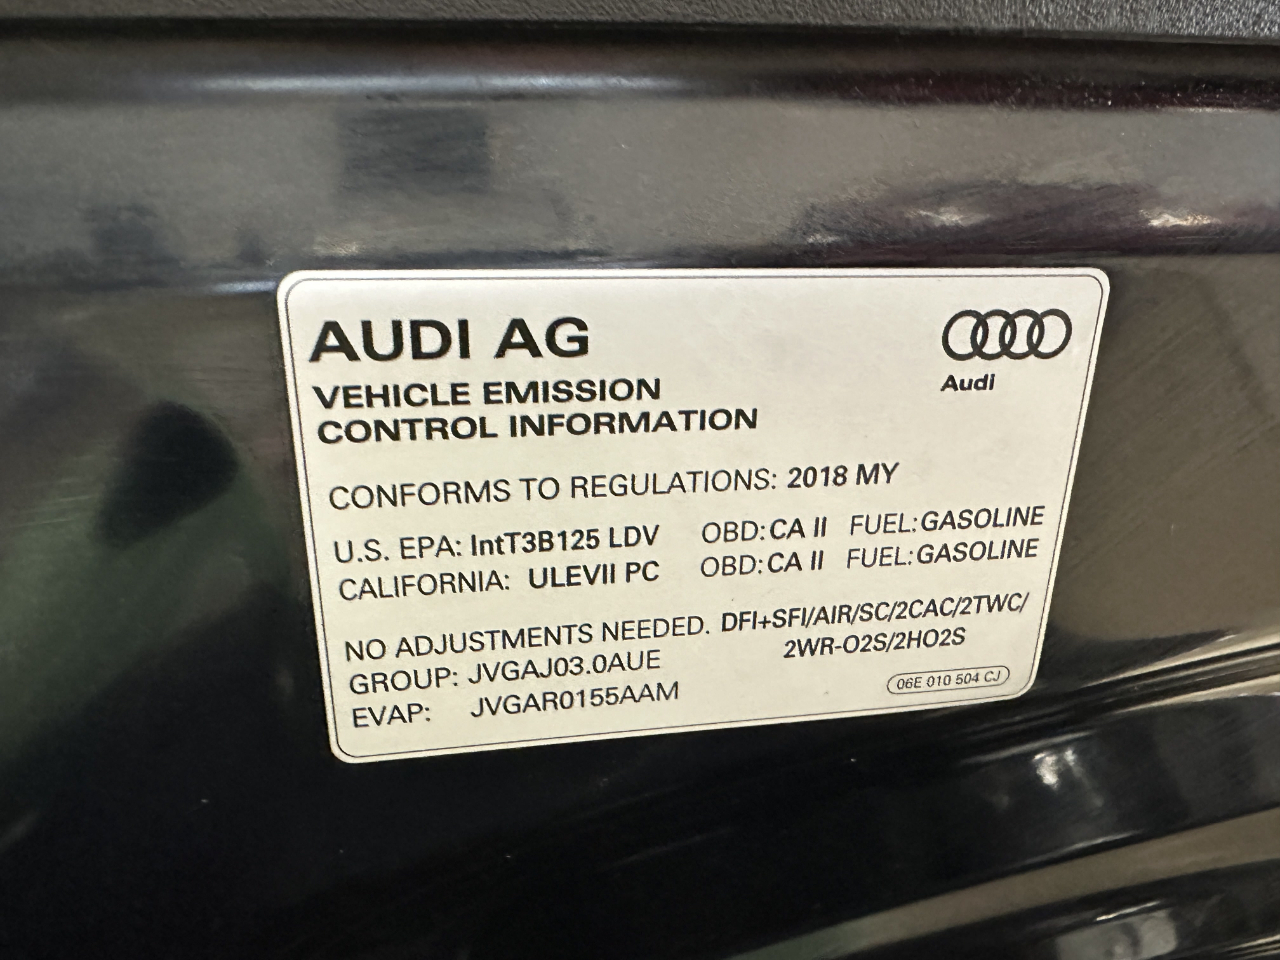 AUDI AG
Audi
VEHICLE EMISSION
CONTROL INFORMATION
CONFORMS TO REGULATIONS: 2018 MY
U.S. EPA: IntT3B125 LDV OBD: CA II FUEL: GASOLINE
CALIFORNIA: ULEVII PC OBD: CA II FUEL: GASOLINE
NO ADJUSTMENTS NEEDED. DFI+SFI/AIR/SC/2CAC/2TWC/
2WR-O2S/2HO2S
GROUP: JVGAJ03.0AUE
EVAP: JVGAR0155AAM
06E 010 504 CJ